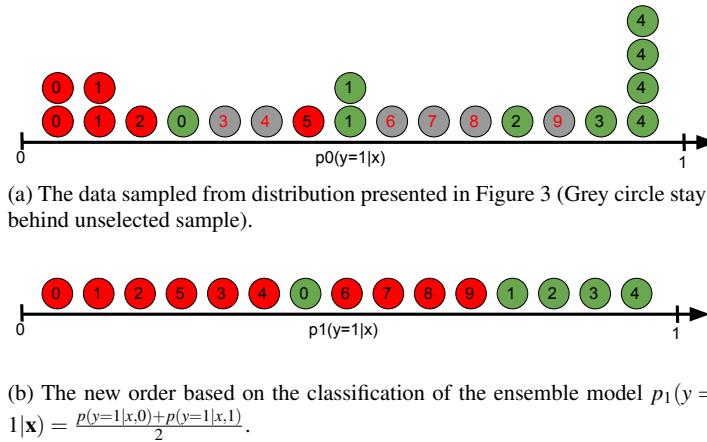 4
4
0 1 1 4
0 1 2 0 3 4 5 1 6 7 8 2 9 3 4
0 p0(y=1|x) 1
(a) The data sampled from distribution presented in Figure 3 (Grey circle stay
behind unselected sample).
0 1 2 5 3 4 0 6 7 8 9 1 2 3 4
0 p1(y=1|x) 1
(b) The new order based on the classification of the ensemble model p₁(y =
1|x) = p(y=1|x,0)+p(y=1|x,1)/2.